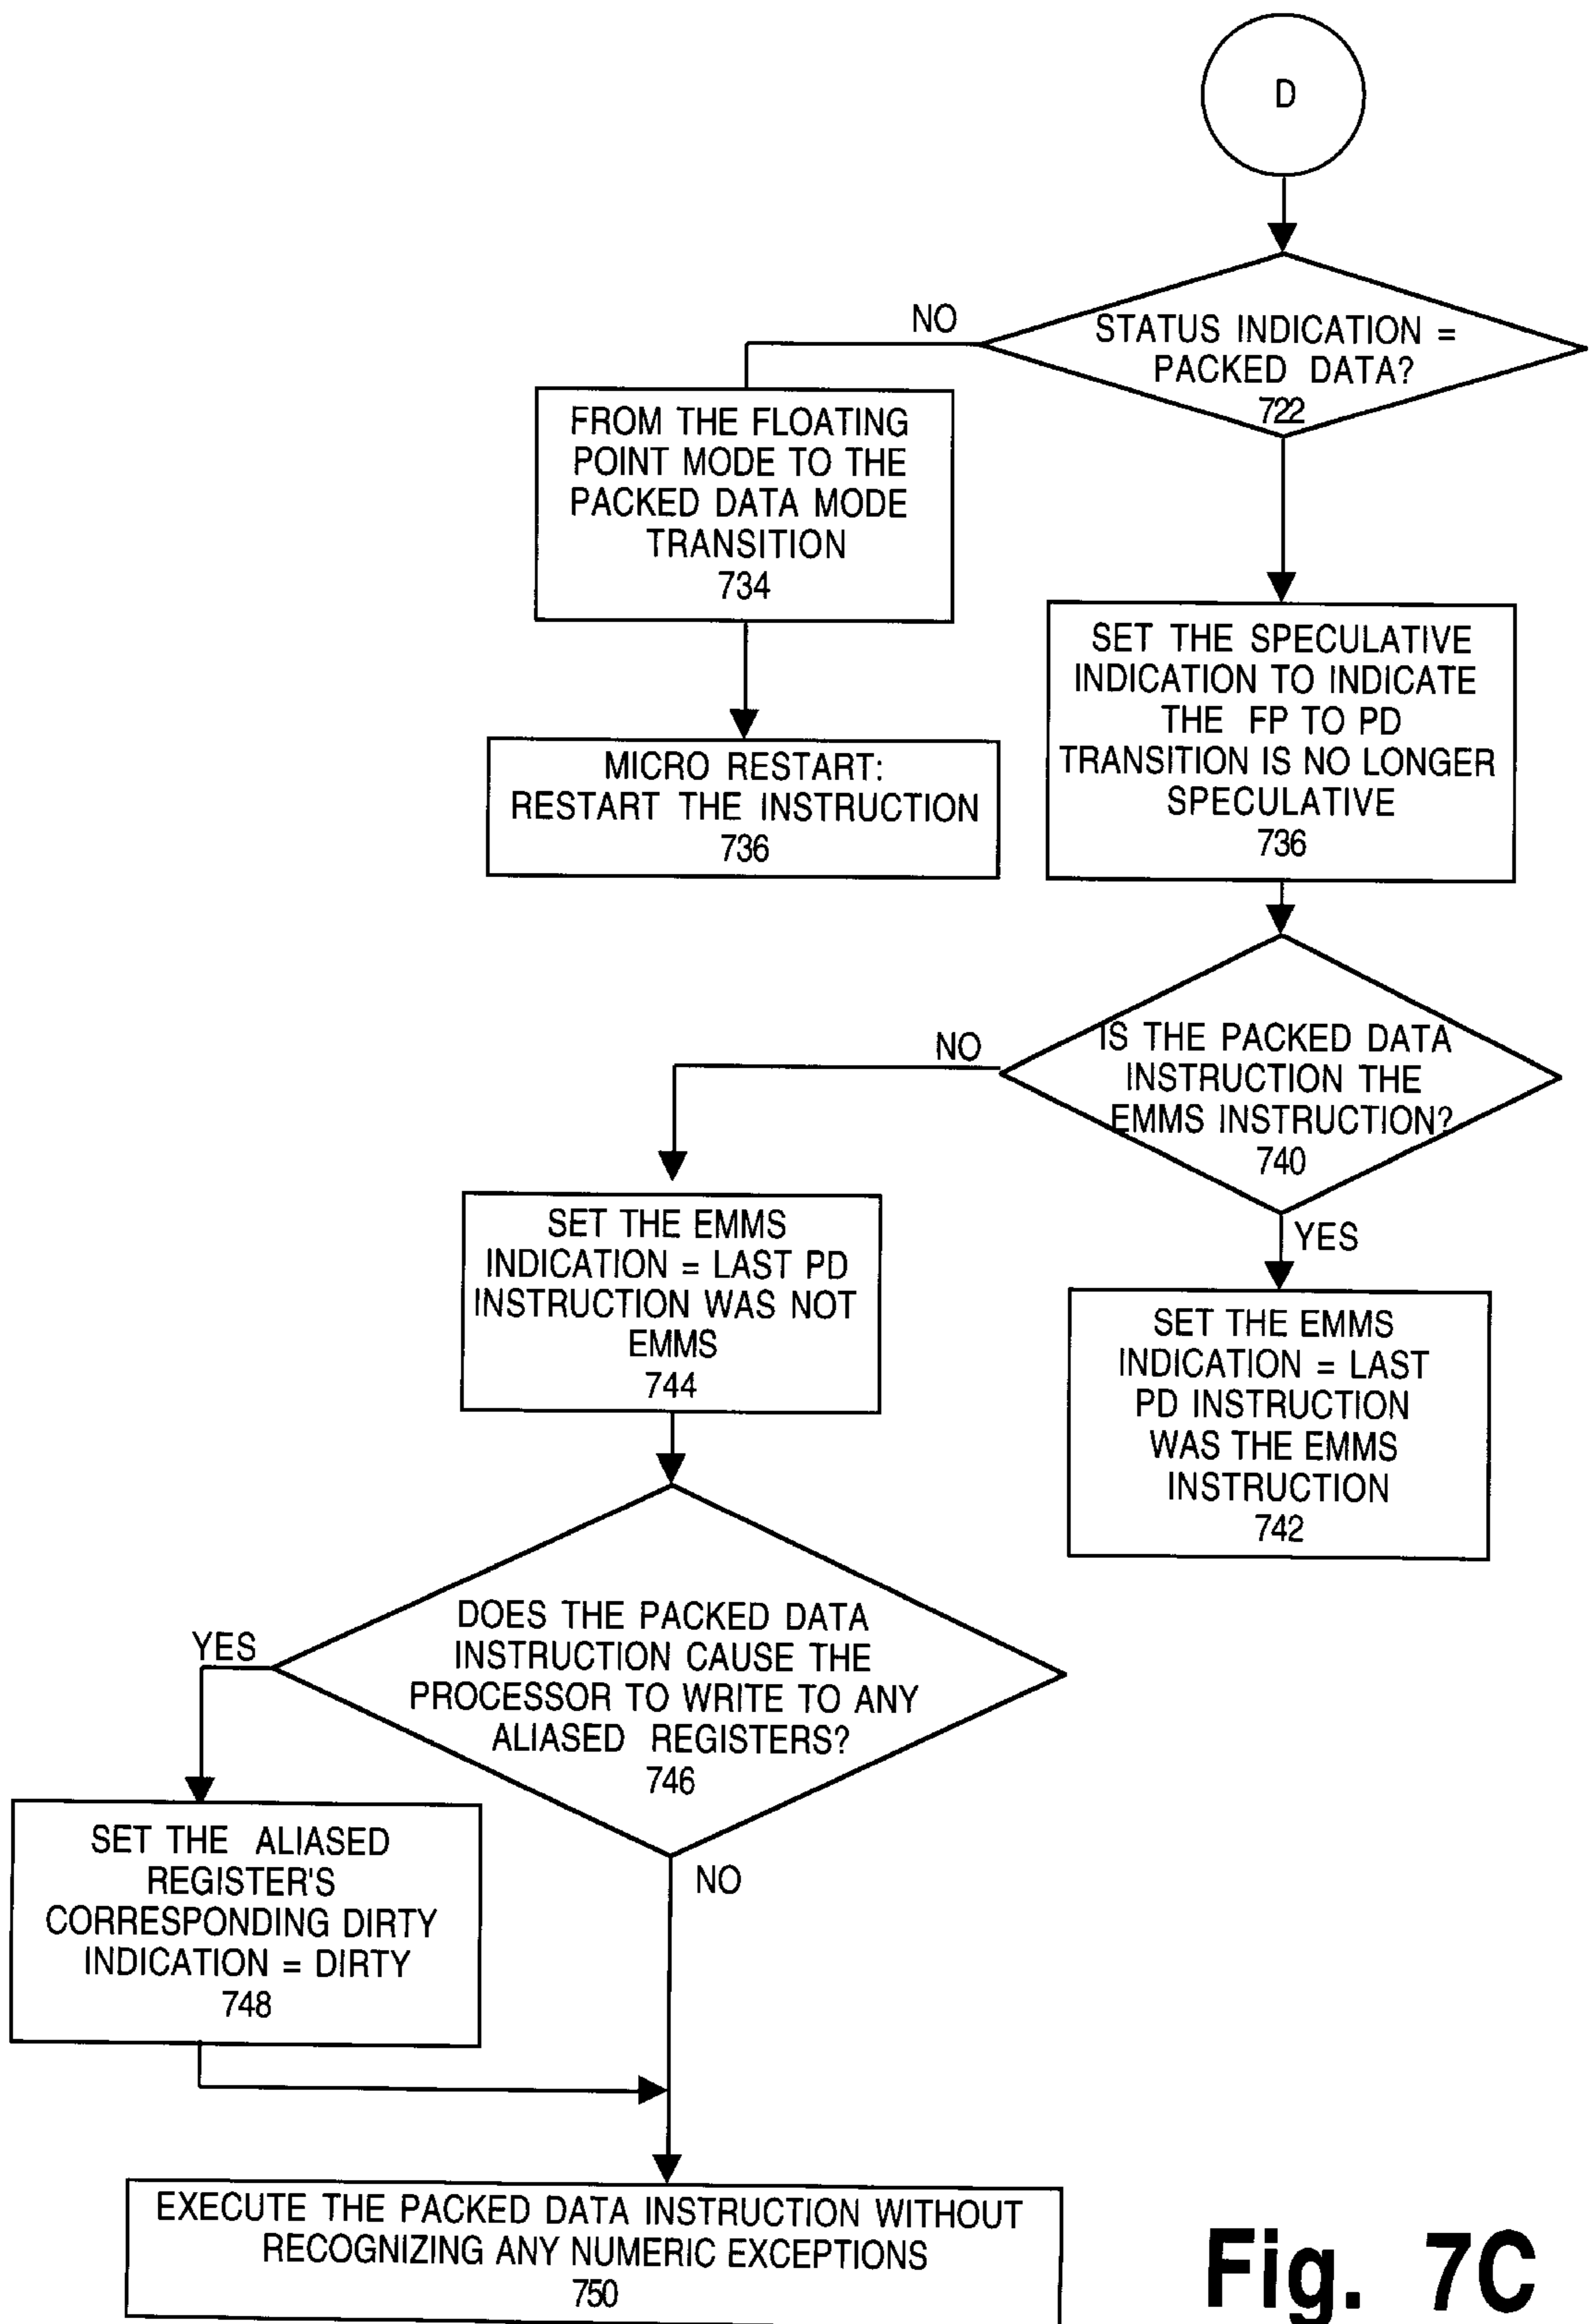 D
NO
STATUS INDICATION =
PACKED DATA?
722
FROM THE FLOATING
POINT MODE TO THE
PACKED DATA MODE
TRANSITION
734
SET THE SPECULATIVE
INDICATION TO INDICATE
THE FP TO PD
TRANSITION IS NO LONGER
SPECULATIVE
736
MICRO RESTART:
RESTART THE INSTRUCTION
736
NO
IS THE PACKED DATA
INSTRUCTION THE
EMMS INSTRUCTION?
740
YES
SET THE EMMS
INDICATION = LAST PD
INSTRUCTION WAS NOT
EMMS
744
SET THE EMMS
INDICATION = LAST
PD INSTRUCTION
WAS THE EMMS
INSTRUCTION
742
YES
DOES THE PACKED DATA
INSTRUCTION CAUSE THE
PROCESSOR TO WRITE TO ANY
ALIASED REGISTERS?
746
NO
SET THE ALIASED
REGISTER'S
CORRESPONDING DIRTY
INDICATION = DIRTY
748
EXECUTE THE PACKED DATA INSTRUCTION WITHOUT
RECOGNIZING ANY NUMERIC EXCEPTIONS
750
Fig. 7C